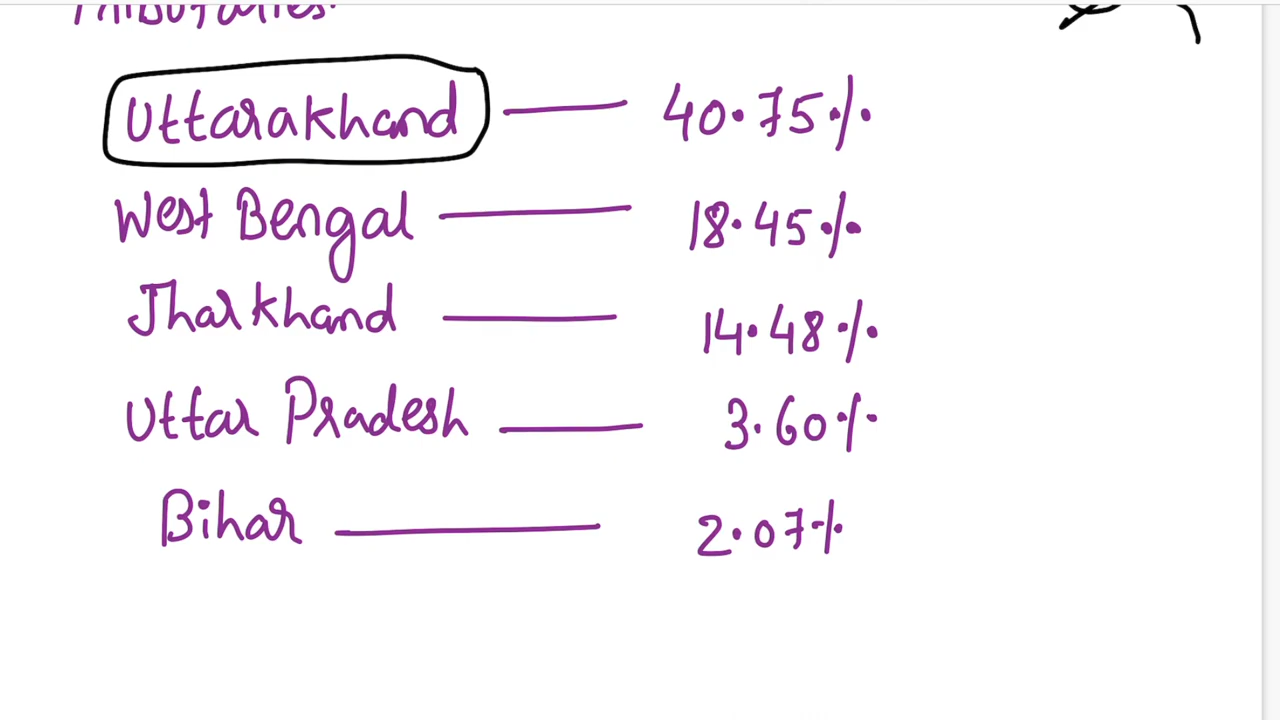 Uttarakhand — 40.75%
West Bengal — 18.45%
Jharkhand — 14.48%
Uttar Pradesh — 3.60%
Bihar — 2.07%